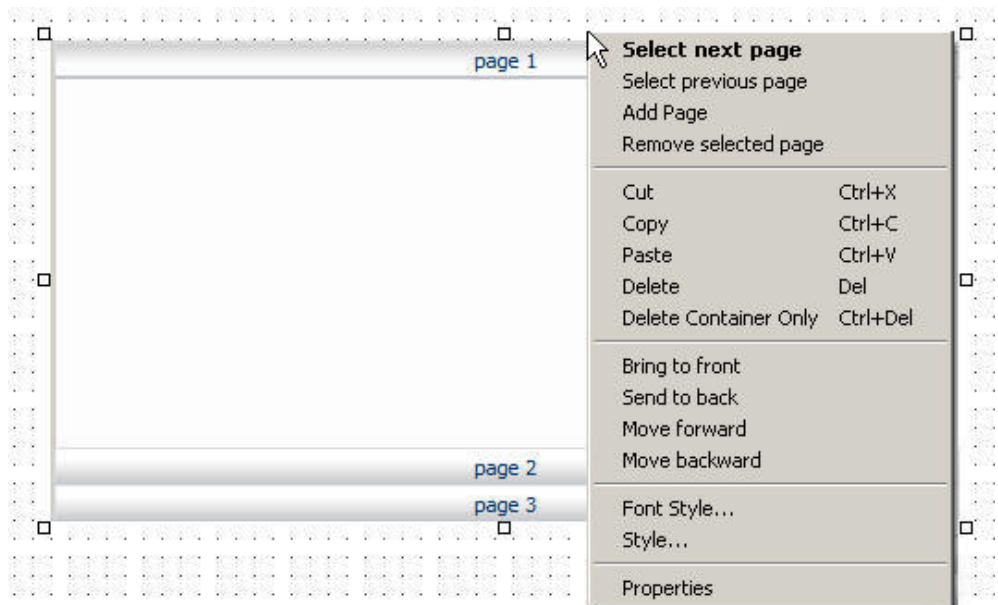 page 1
Select next page
Select previous page
Add Page
Remove selected page
Cut Ctrl+X
Copy Ctrl+C
Paste Ctrl+V
Delete Del
Delete Container Only Ctrl+Del
Bring to front
Send to back
Move forward
Move backward
page 2
page 3
Font Style...
Style...
Properties